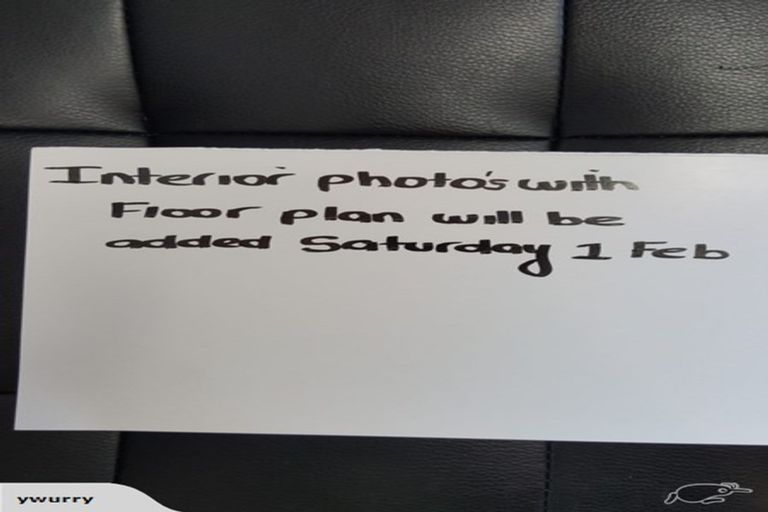 Interior photo's with
Floor plan will be
added Saturday 1 Feb
ywurry